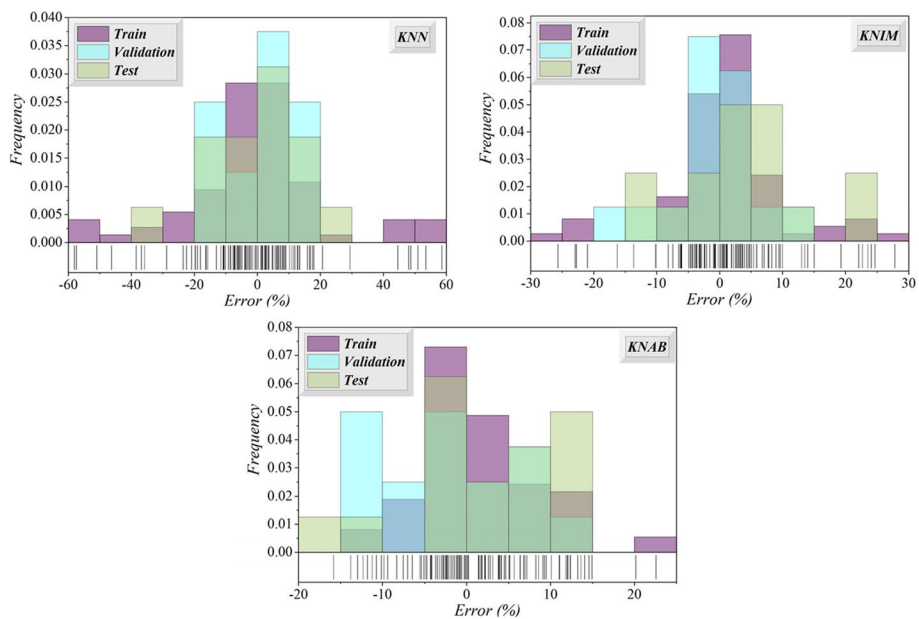 0.040
0.035
0.030
0.025
0.020
0.015
0.010
0.005
0.000
Frequency
Train
Validation
Test
KNN
-60 -40 -20 0 20 40 60
Error (%)
0.08
0.07
0.06
0.05
0.04
0.03
0.02
0.01
0.00
Frequency
Train
Validation
Test
KNIM
-30 -20 -10 0 10 20 30
Error (%)
0.08
0.07
0.06
0.05
0.04
0.03
0.02
0.01
0.00
Frequency
Train
Validation
Test
KNAB
-20 -10 0 10 20
Error (%)